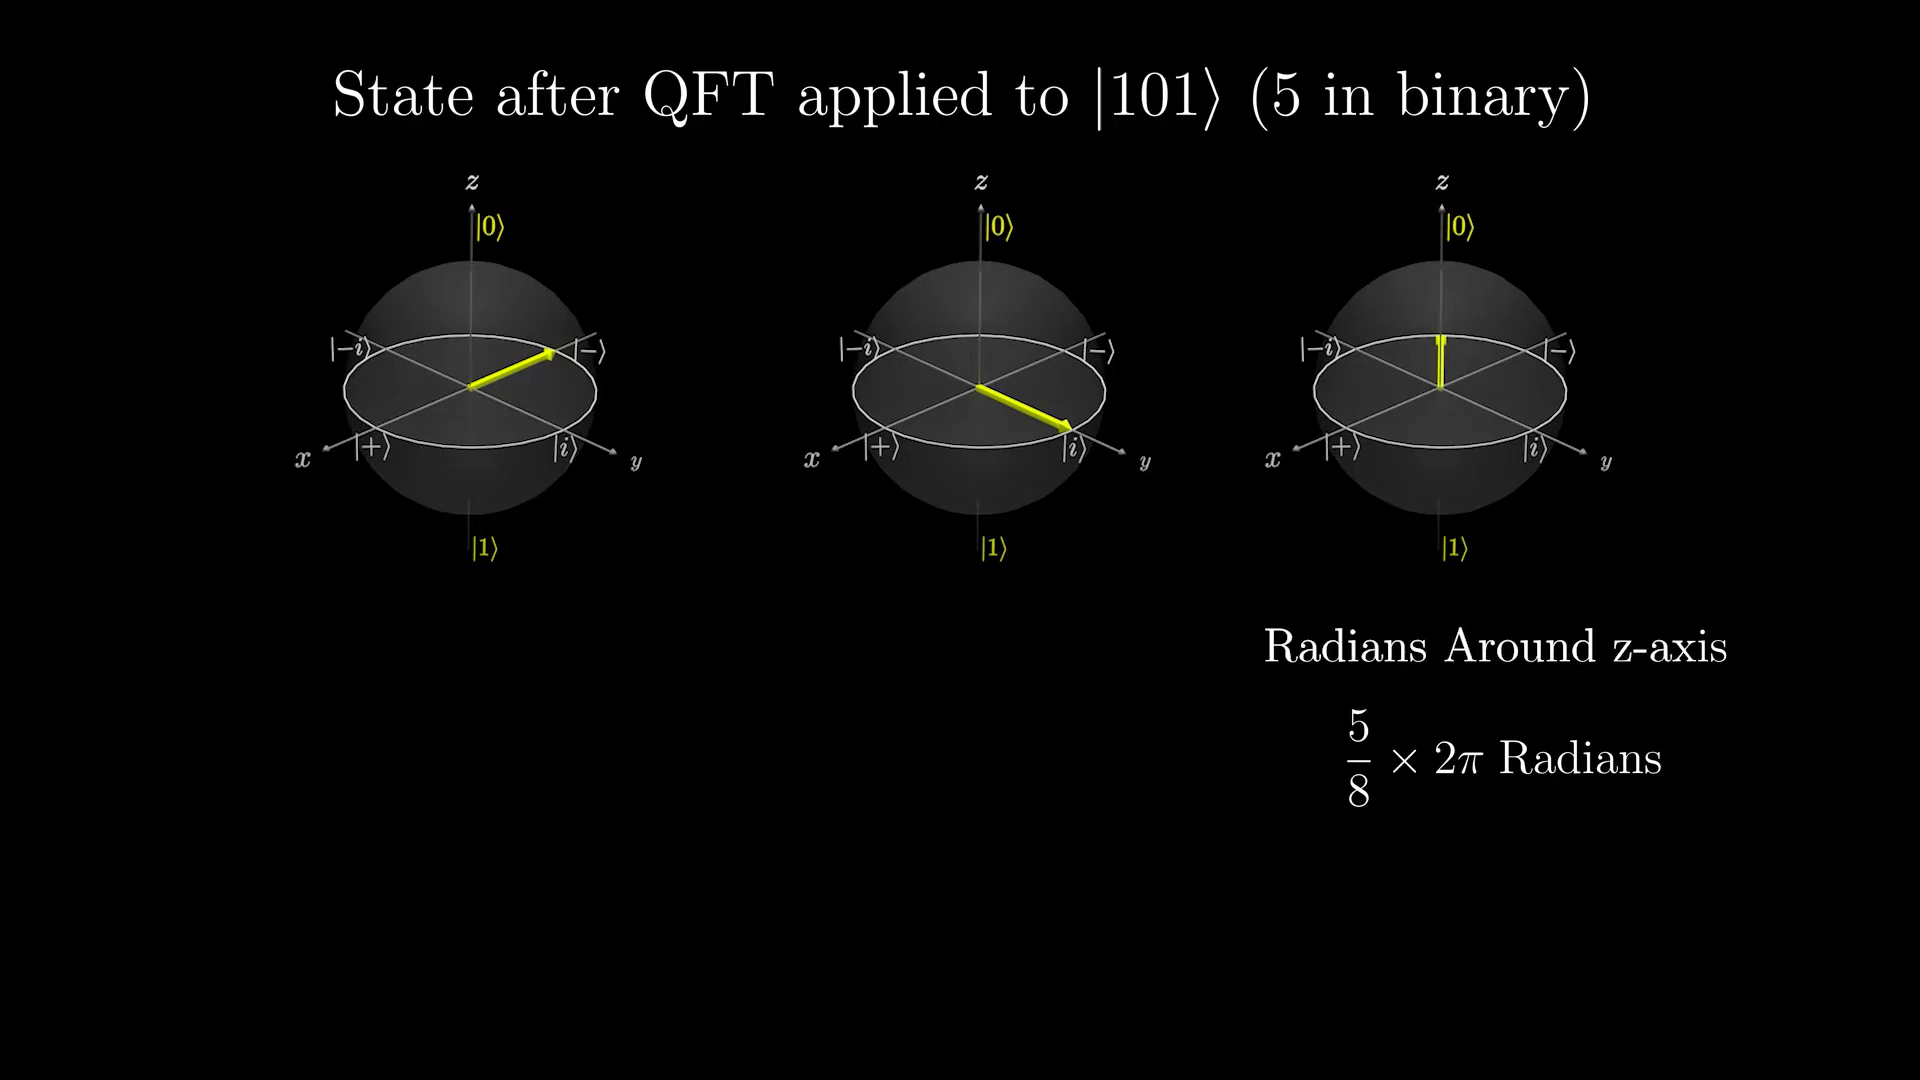 State after QFT applied to |101⟩ (5 in binary)
z z z
|0⟩ |0⟩ |0⟩
|−i⟩ |−⟩ |−i⟩ |−⟩ |−i⟩ |−⟩
x |+⟩ |i⟩ y x |+⟩ |i⟩ y x |+⟩ |i⟩ y
|1⟩ |1⟩ |1⟩
Radians Around z-axis
5/8 × 2π Radians